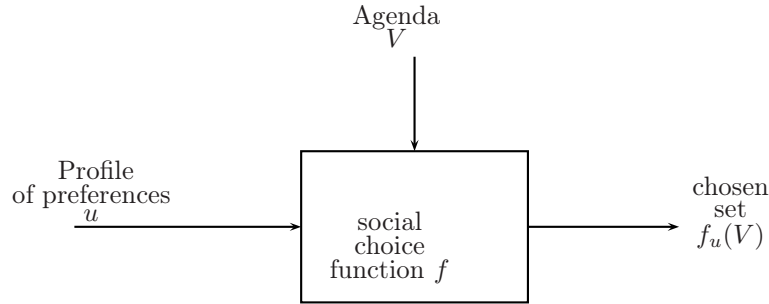 Agenda
V
Profile
of preferences
u
social
choice
function f
chosen
set
f_u(V)